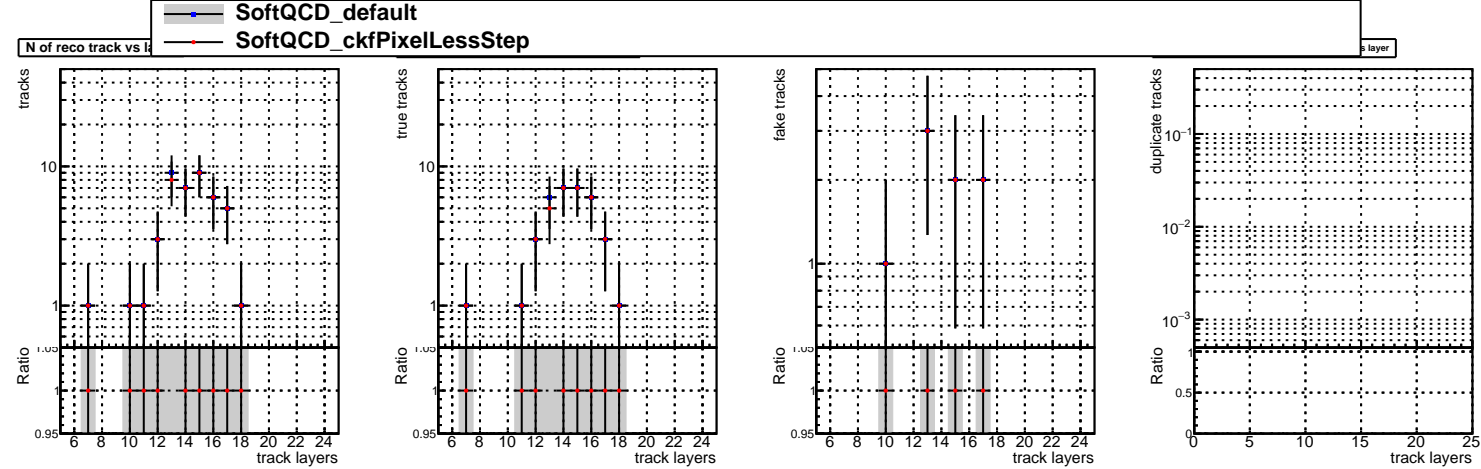 SoftQCD_default
SoftQCD_ckfPixelLessStep
N of reco track vs la
s layer
tracks
10
1
Ratio
1.05
1
0.95
6 8 10 12 14 16 18 20 22 24
track layers
true tracks
10
1
Ratio
1.05
1
0.95
6 8 10 12 14 16 18 20 22 24
track layers
fake tracks
1
Ratio
1.05
1
0.95
6 8 10 12 14 16 18 20 22 24
track layers
duplicate tracks
10⁻¹
10⁻²
10⁻³
Ratio
1
0.5
0
0 5 10 15 20 25
track layers